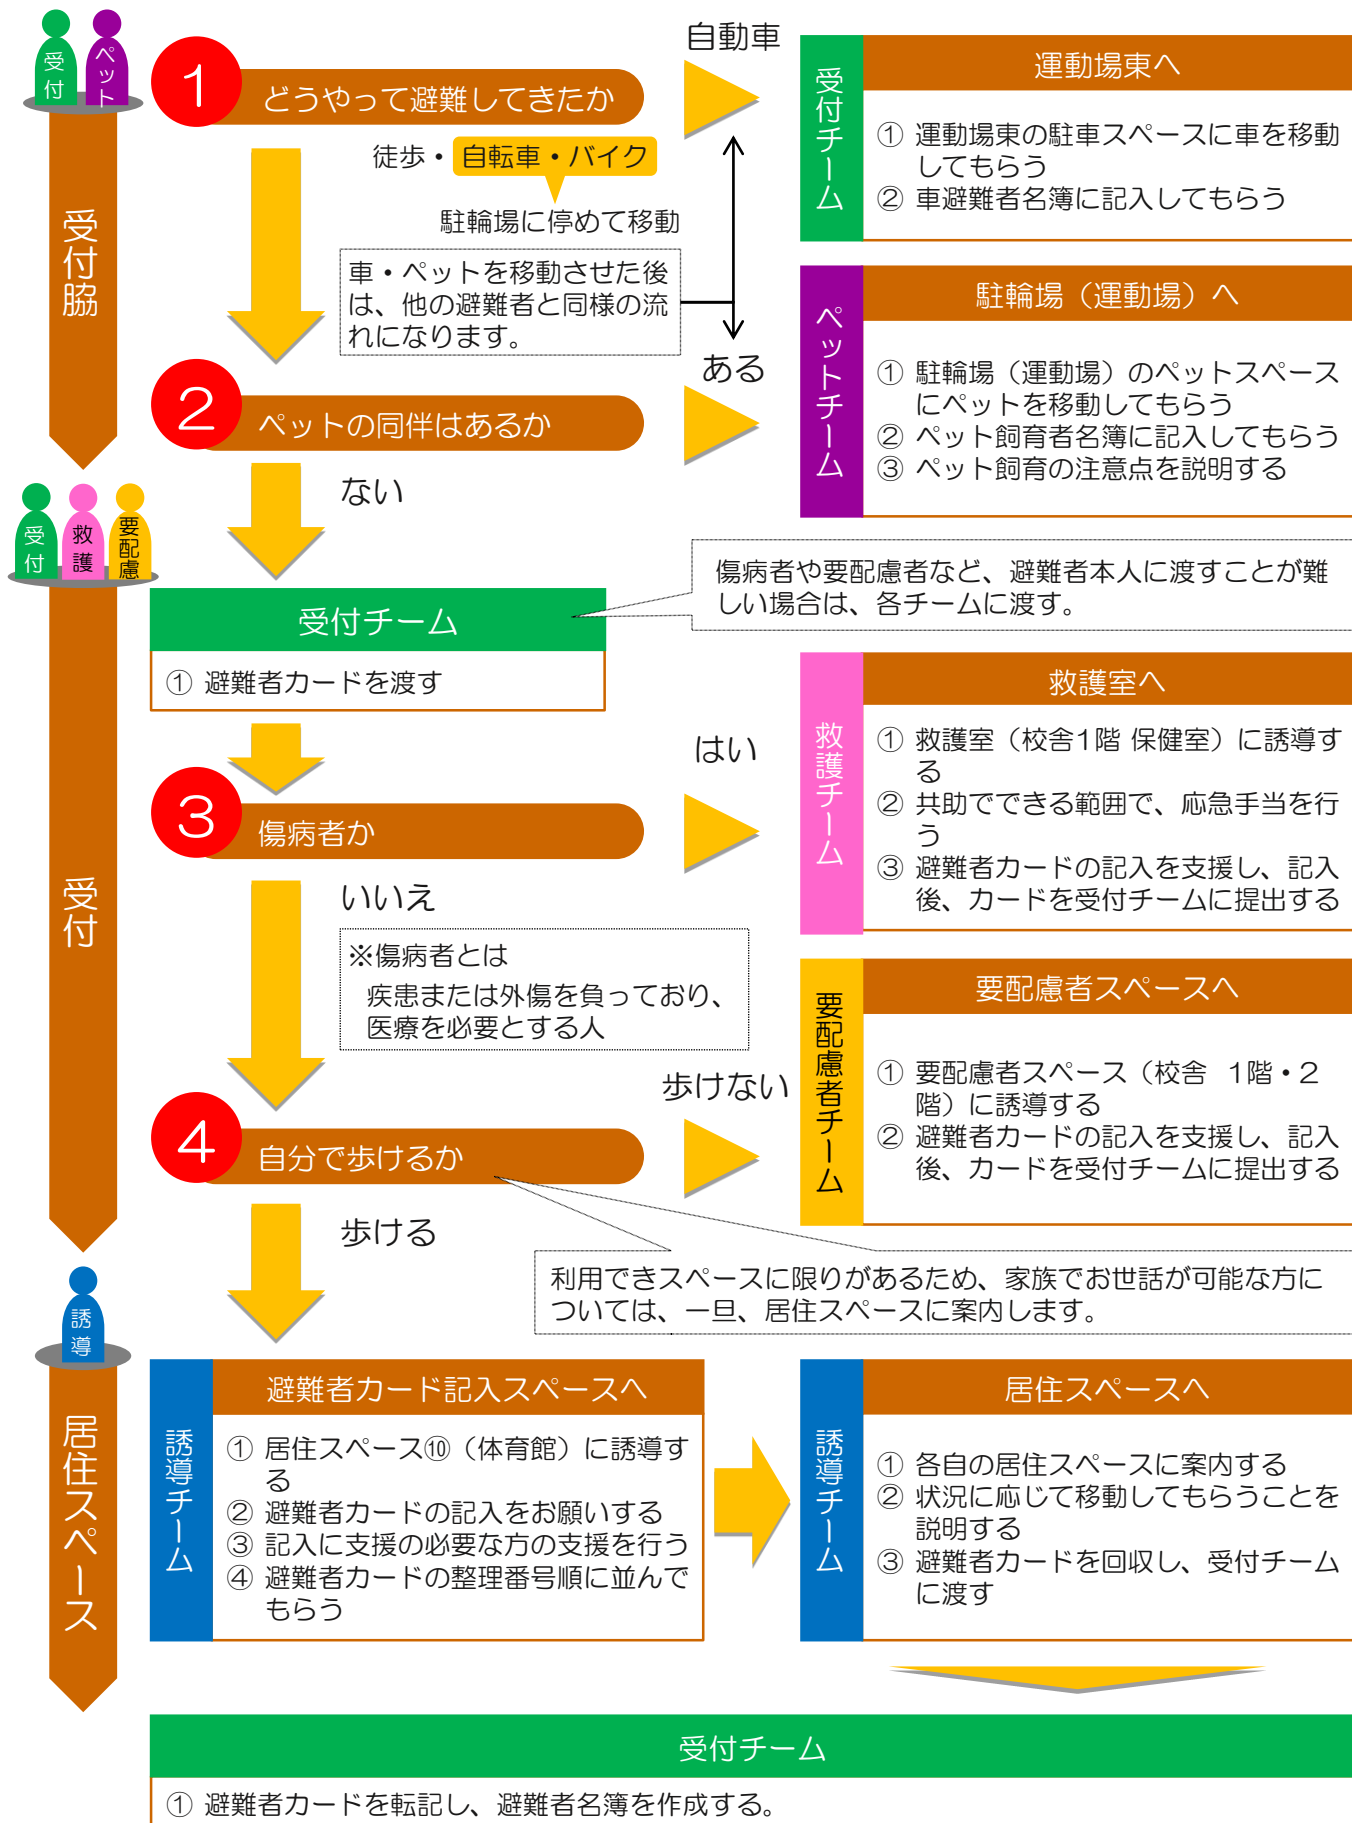 受付
ペット
受付脇
1
どうやって避難してきたか
自動車
徒歩・自転車・バイク
駐輪場に停めて移動
車・ペットを移動させた後
は、他の避難者と同様の流
れになります。
受付チーム
運動場東へ
① 運動場東の駐車スペースに車を移動
してもらう
② 車避難者名簿に記入してもらう
2
ペットの同伴はあるか
ある
ペットチーム
駐輪場（運動場）へ
① 駐輪場（運動場）のペットスペース
にペットを移動してもらう
② ペット飼育者名簿に記入してもらう
③ ペット飼育の注意点を説明する
ない
受付
救護
要配慮
受付
受付チーム
① 避難者カードを渡す
傷病者や要配慮者など、避難者本人に渡すことが難
しい場合は、各チームに渡す。
3
傷病者か
はい
救護チーム
救護室へ
① 救護室（校舎1階 保健室）に誘導す
る
② 共助でできる範囲で、応急手当を行
う
③ 避難者カードの記入を支援し、記入
後、カードを受付チームに提出する
いいえ
※傷病者とは
疾患または外傷を負っており、
医療を必要とする人
4
自分で歩けるか
歩けない
要配慮者チーム
要配慮者スペースへ
① 要配慮者スペース（校舎 1階・2
階）に誘導する
② 避難者カードの記入を支援し、記入
後、カードを受付チームに提出する
歩ける
利用できスペースに限りがあるため、家族でお世話が可能な方に
ついては、一旦、居住スペースに案内します。
誘導
居住スペース
誘導チーム
避難者カード記入スペースへ
① 居住スペース⑩（体育館）に誘導す
る
② 避難者カードの記入をお願いする
③ 記入に支援の必要な方の支援を行う
④ 避難者カードの整理番号順に並んで
もらう
誘導チーム
居住スペースへ
① 各自の居住スペースに案内する
② 状況に応じて移動してもらうことを
説明する
③ 避難者カードを回収し、受付チーム
に渡す
受付チーム
① 避難者カードを転記し、避難者名簿を作成する。